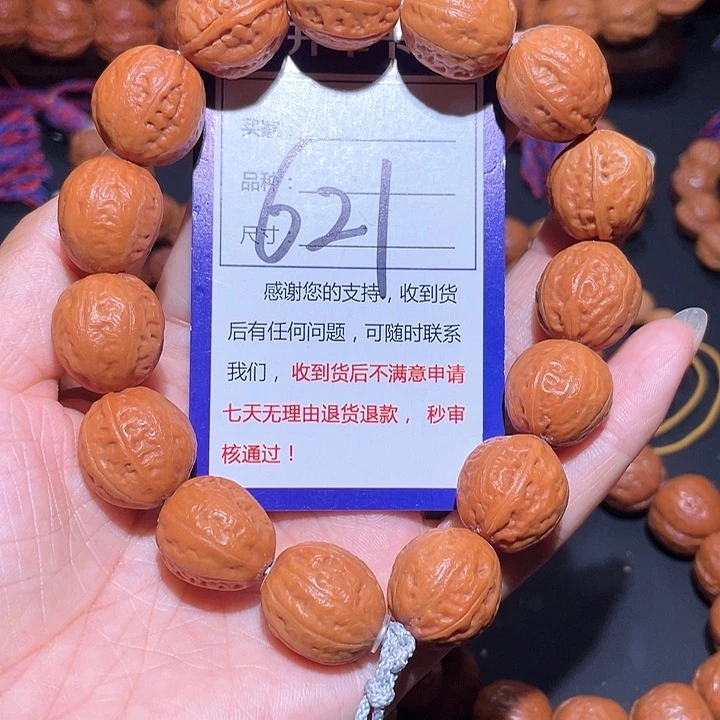 买家：
品种：
尺寸：
621
感谢您的支持，收到货
后有任何问题，可随时联系
我们，收到货后不满意申请
七天无理由退货退款， 秒审
核通过！